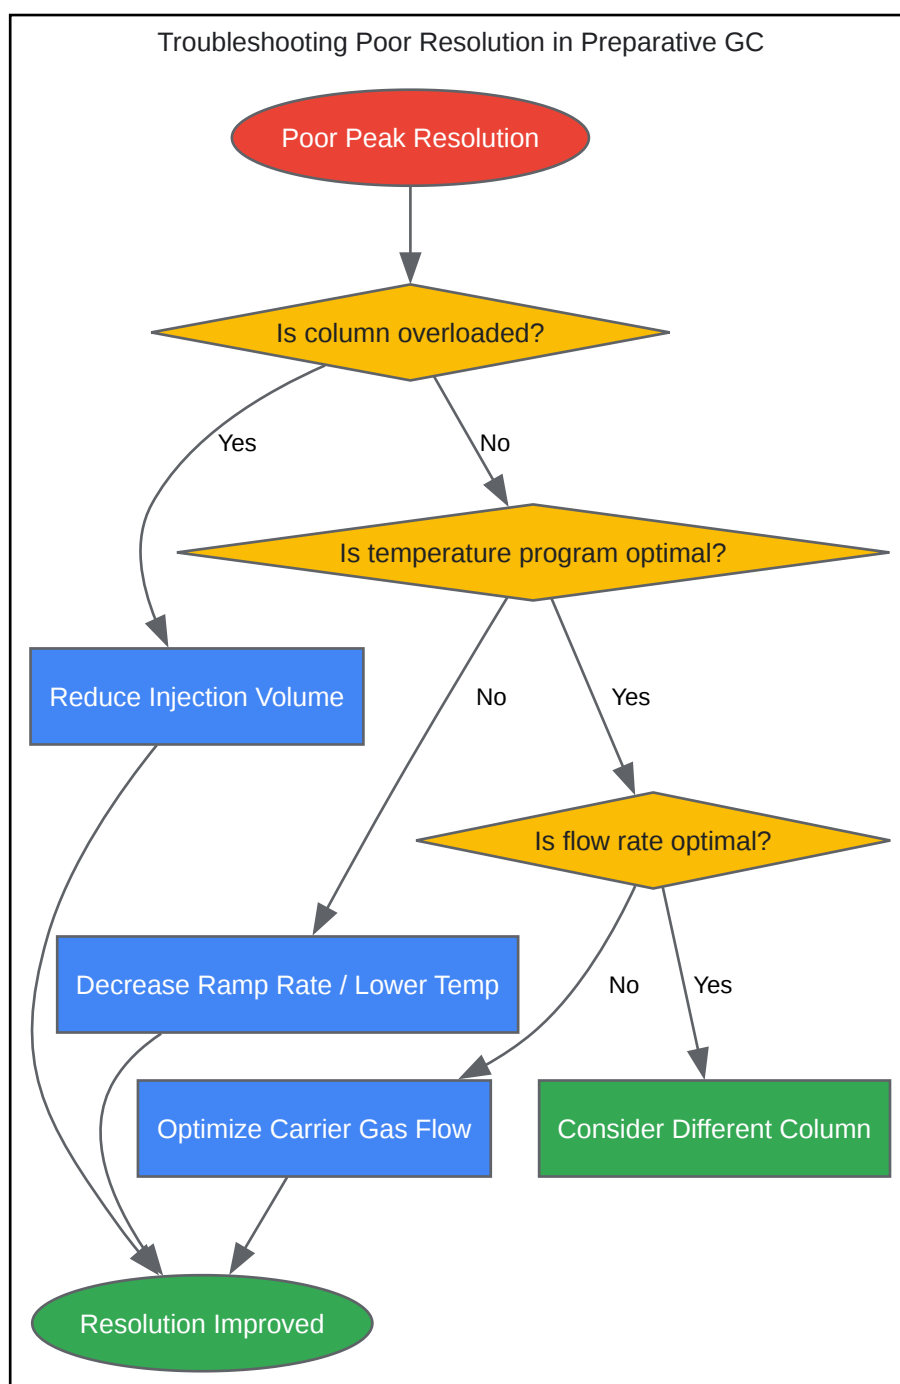 Troubleshooting Poor Resolution in Preparative GC
Poor Peak Resolution
Is column overloaded?
Yes
No
Is temperature program optimal?
Reduce Injection Volume
No
Yes
Is flow rate optimal?
Decrease Ramp Rate / Lower Temp
No
Yes
Optimize Carrier Gas Flow
Consider Different Column
Resolution Improved